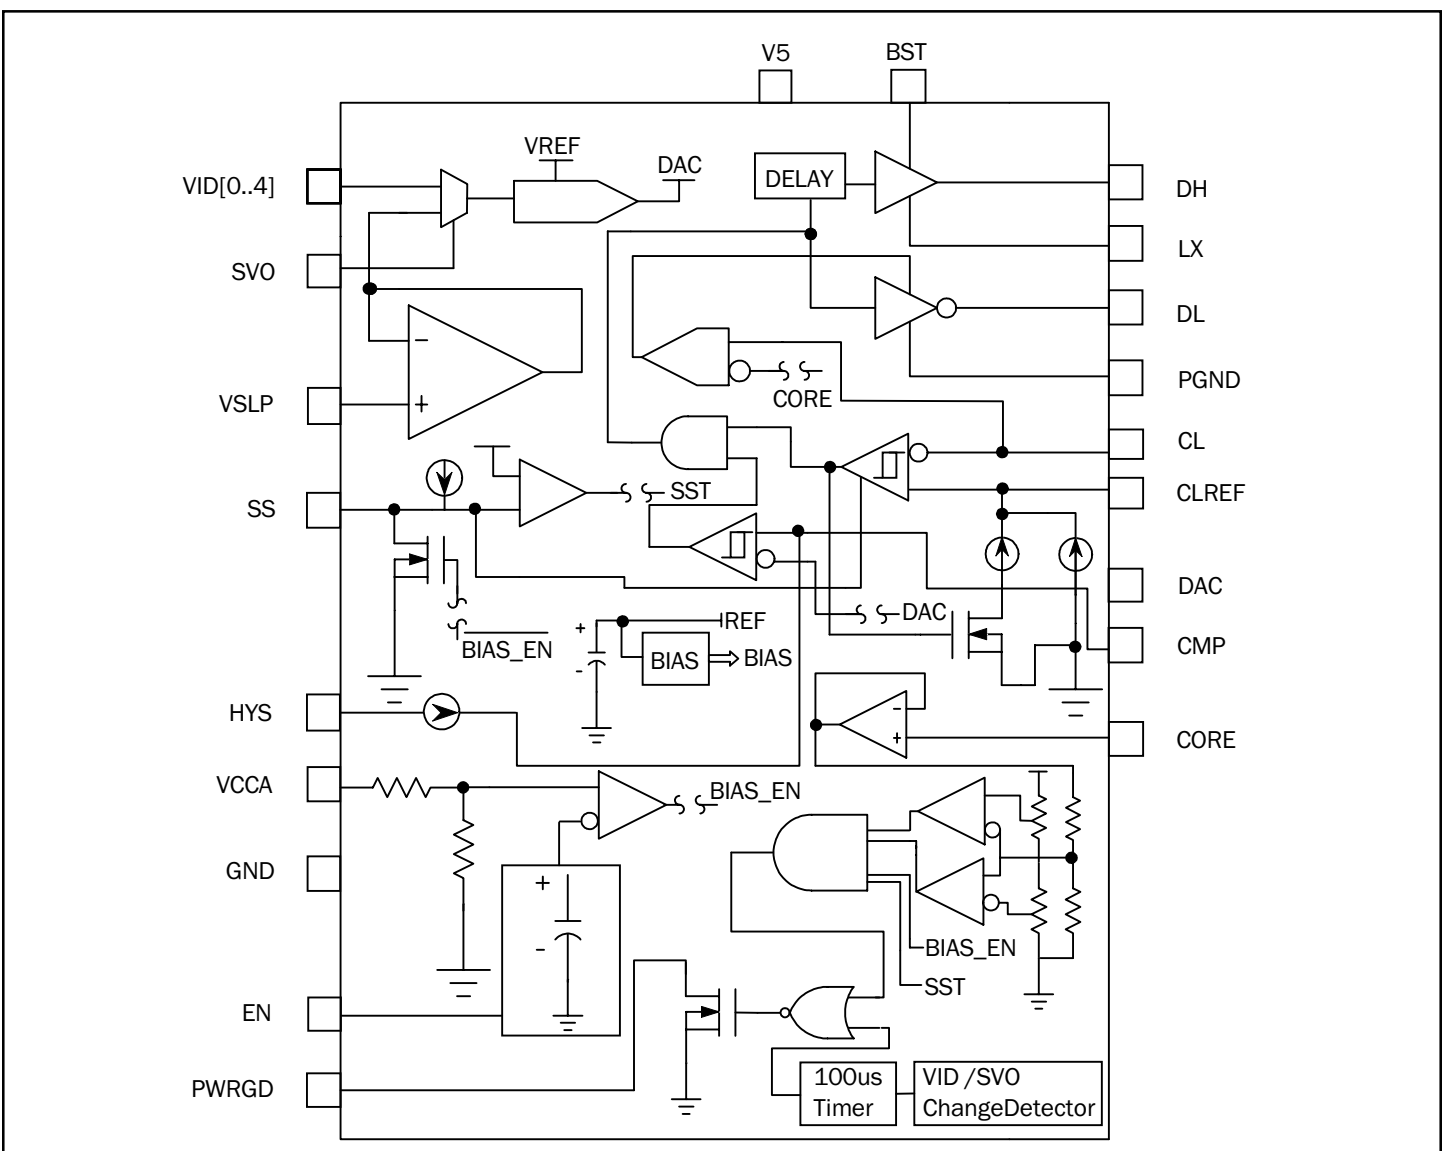 V5
BST
VREF
DAC
DELAY
VID[0..4]
DH
LX
SVO
DL
+
-
PGND
CORE
VSLP
CL
SST
CLREF
SS
DAC
DAC
REF
+
-
BIAS
BIAS
BIAS_EN
CMP
HYS
-
+
CORE
VCCA
BIAS_EN
GND
+
-
BIAS_EN
SST
EN
PWRGD
100us
Timer
VID /SVO
ChangeDetector